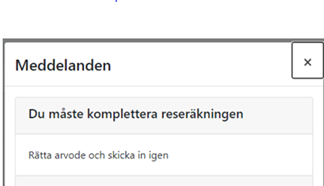 Meddelanden
×
Du måste komplettera reseräkningen
Rätta arvode och skicka in igen